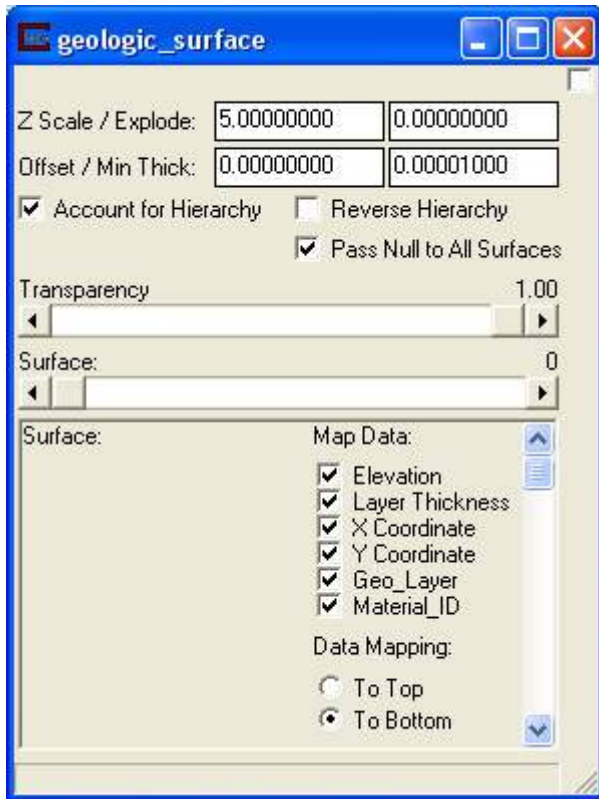 geologic_surface
Z Scale / Explode: 5.00000000 0.00000000
Offset / Min Thick: 0.00000000 0.00001000
Account for Hierarchy Reverse Hierarchy
Pass Null to All Surfaces
Transparency 1.00
Surface: 0
Surface: Map Data:
Elevation
Layer Thickness
X Coordinate
Y Coordinate
Geo_Layer
Material_ID
Data Mapping:
To Top
To Bottom